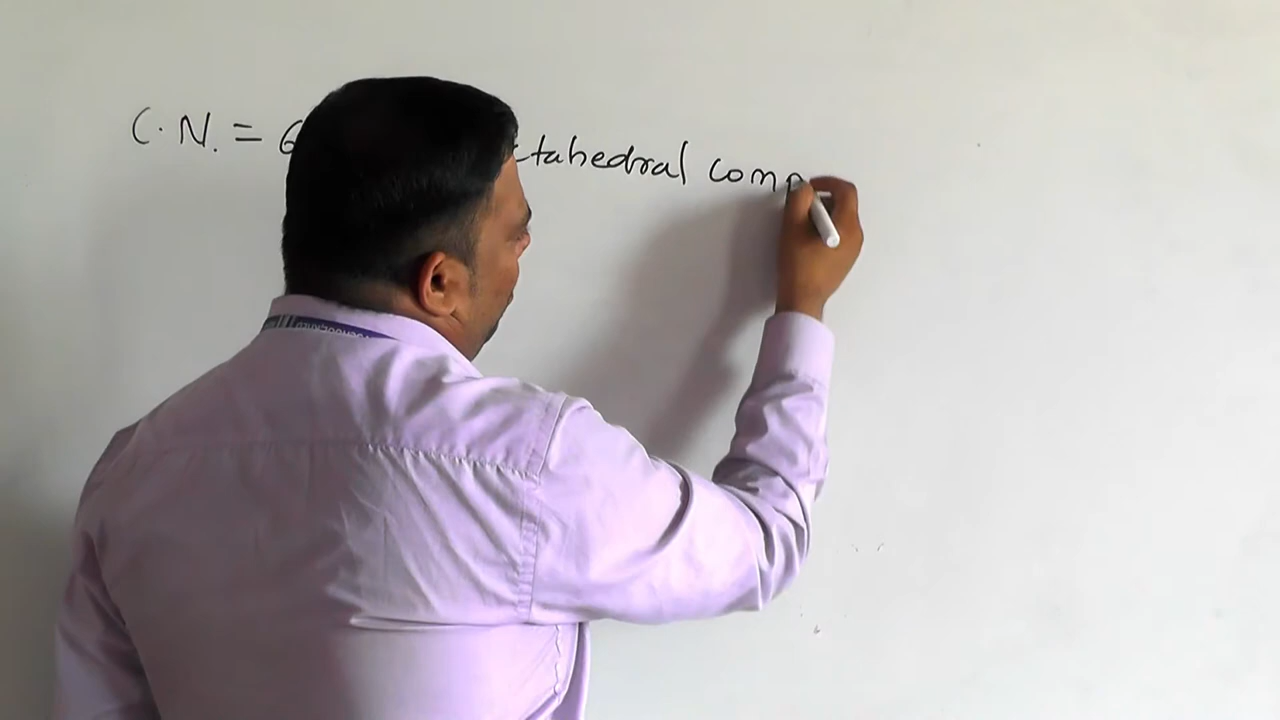 C.N. = 6 ctahedral comp